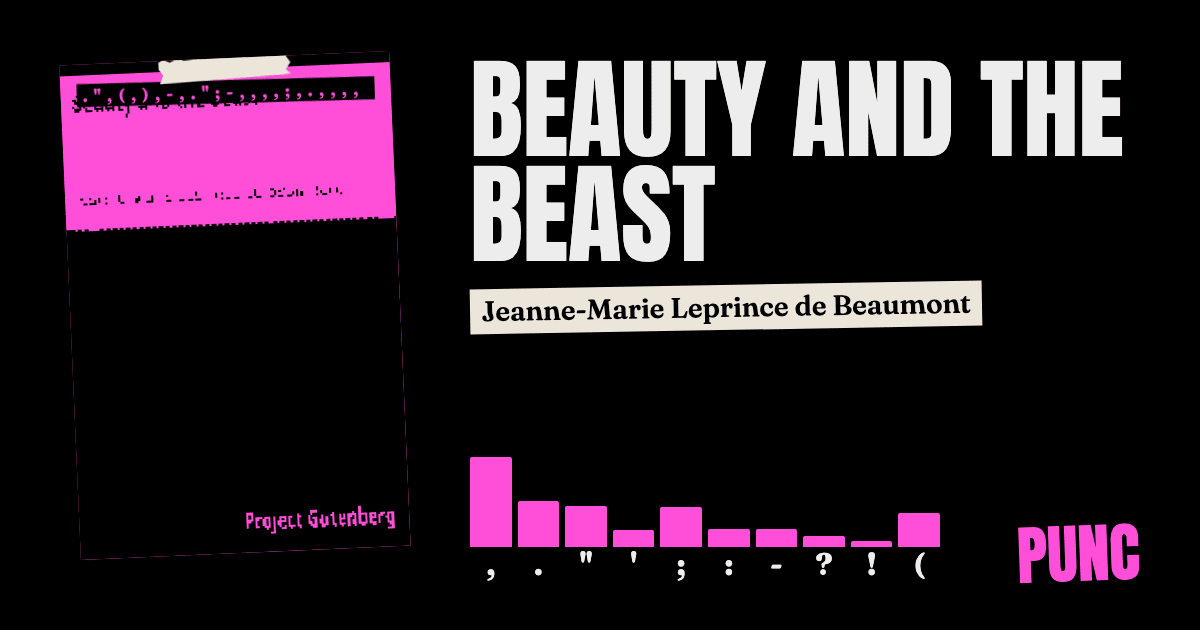 .",(,),-,.";-,,,,;,.,,,,
BEAUTY AND THE
BEAST
Jeanne-Marie Leprince de Beaumont
Project Gutenberg
, . " ' ; : - ? ! (
PUNC